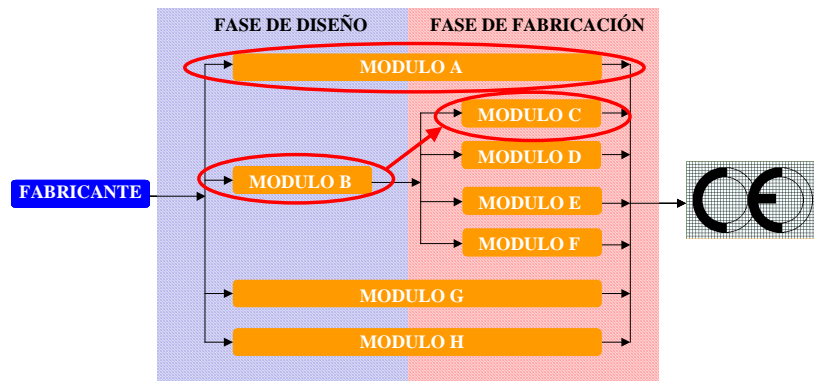 FASE DE DISEÑO
FASE DE FABRICACIÓN
MODULO A
MODULO C
MODULO D
MODULO B
FABRICANTE
MODULO E
CE
MODULO F
MODULO G
MODULO H